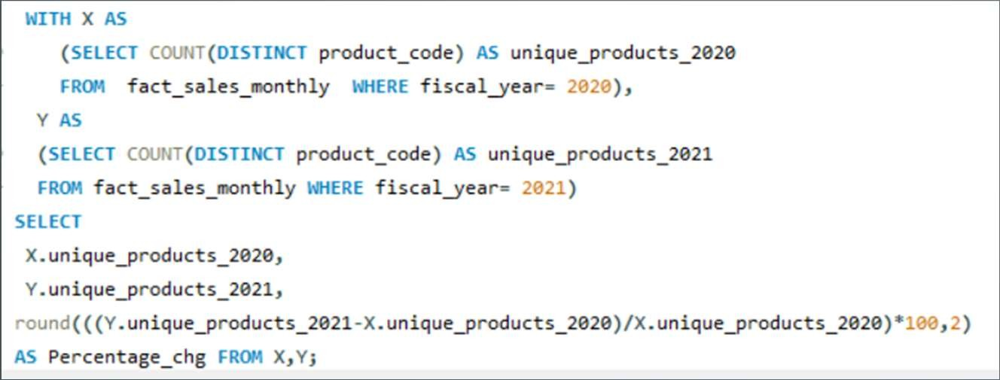 WITH X AS
(SELECT COUNT(DISTINCT product_code) AS unique_products_2020
FROM  fact_sales_monthly  WHERE fiscal_year= 2020),
Y AS
(SELECT COUNT(DISTINCT product_code) AS unique_products_2021
FROM fact_sales_monthly WHERE fiscal_year= 2021)
SELECT
X.unique_products_2020,
Y.unique_products_2021,
round(((Y.unique_products_2021-X.unique_products_2020)/X.unique_products_2020)*100,2)
AS Percentage_chg FROM X,Y;